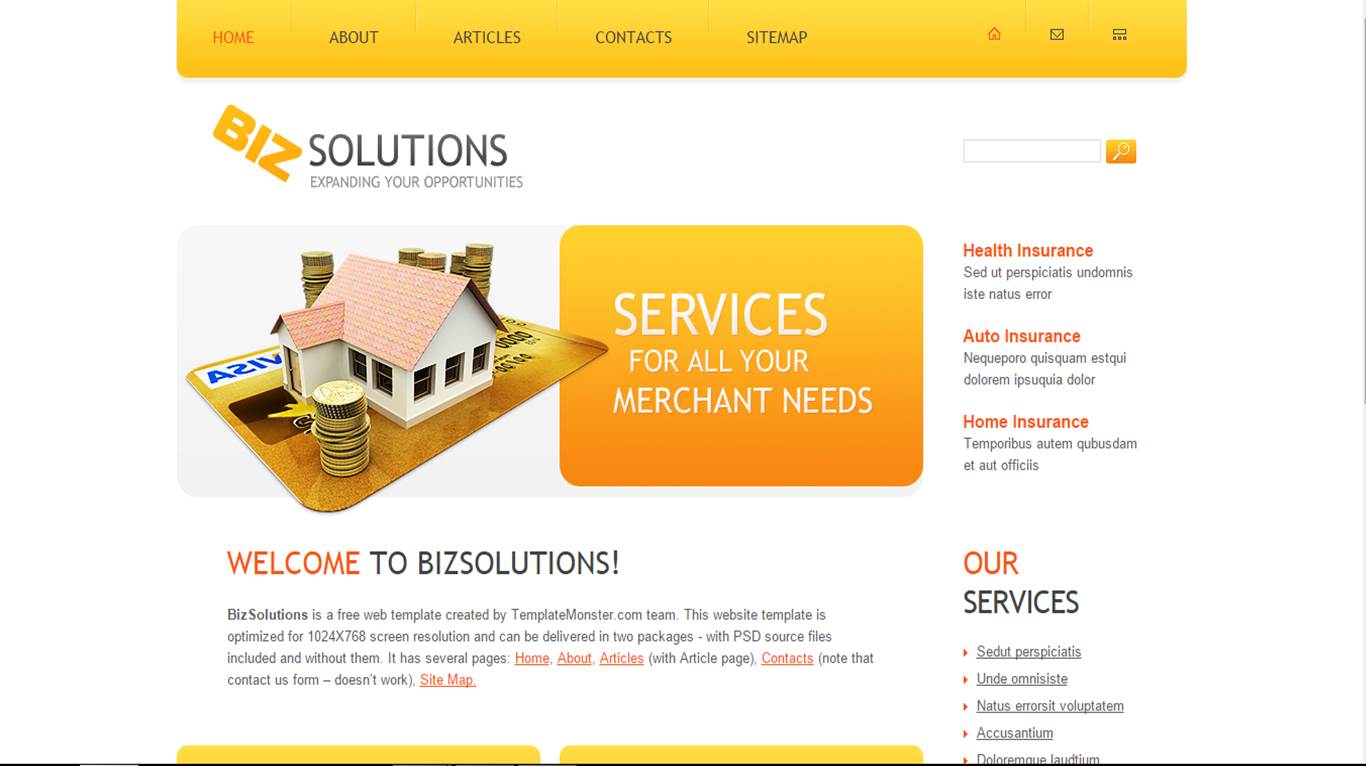 HOME
ABOUT
ARTICLES
CONTACTS
SITEMAP
BIZ SOLUTIONS
EXPANDING YOUR OPPORTUNITIES
SERVICES
FOR ALL YOUR
MERCHANT NEEDS
Health Insurance
Sed ut perspiciatis undomnis
iste natus error
Auto Insurance
Nequeporo quisquam estqui
dolorem ipsuquia dolor
Home Insurance
Temporibus autem qubusdam
et aut officiis
WELCOME TO BIZSOLUTIONS!
BizSolutions is a free web template created by TemplateMonster.com team. This website template is
optimized for 1024X768 screen resolution and can be delivered in two packages - with PSD source files
included and without them. It has several pages: Home, About, Articles (with Article page), Contacts (note that
contact us form – doesn't work), Site Map.
OUR
SERVICES
Sedut perspiciatis
Unde omnisiste
Natus errorsit voluptatem
Accusantium
Doloremque laudtium